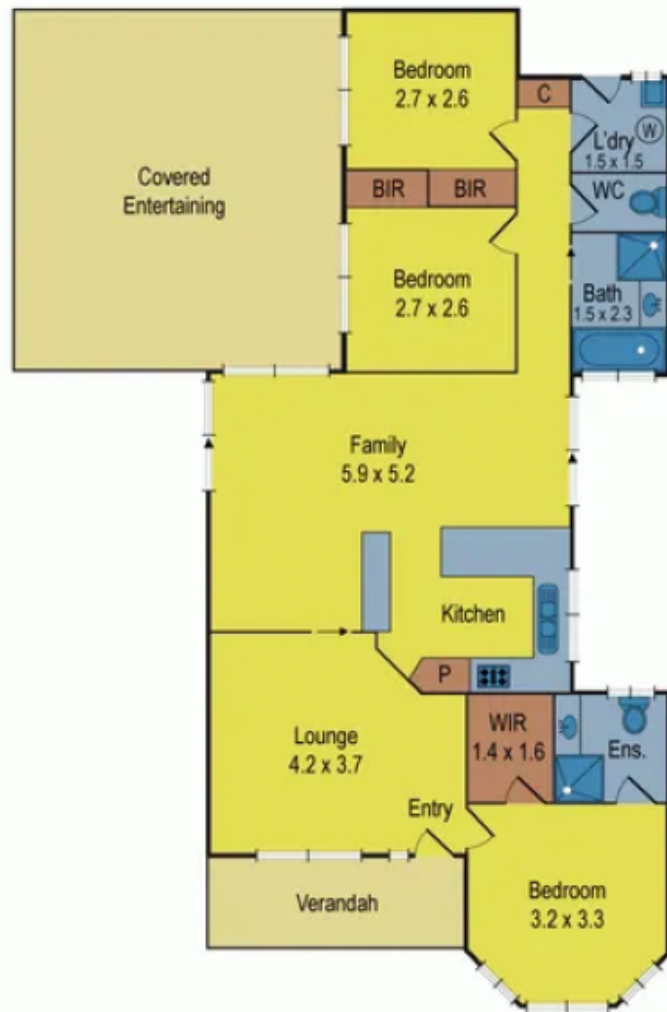 Bedroom
2.7 x 2.6
C
W
L'dry
1.5 x 1.5
Covered
Entertaining
BIR
BIR
WC
Bedroom
2.7 x 2.6
Bath
1.5 x 2.3
Family
5.9 x 5.2
Kitchen
P
Lounge
4.2 x 3.7
WIR
1.4 x 1.6
Ens.
Entry
Verandah
Bedroom
3.2 x 3.3